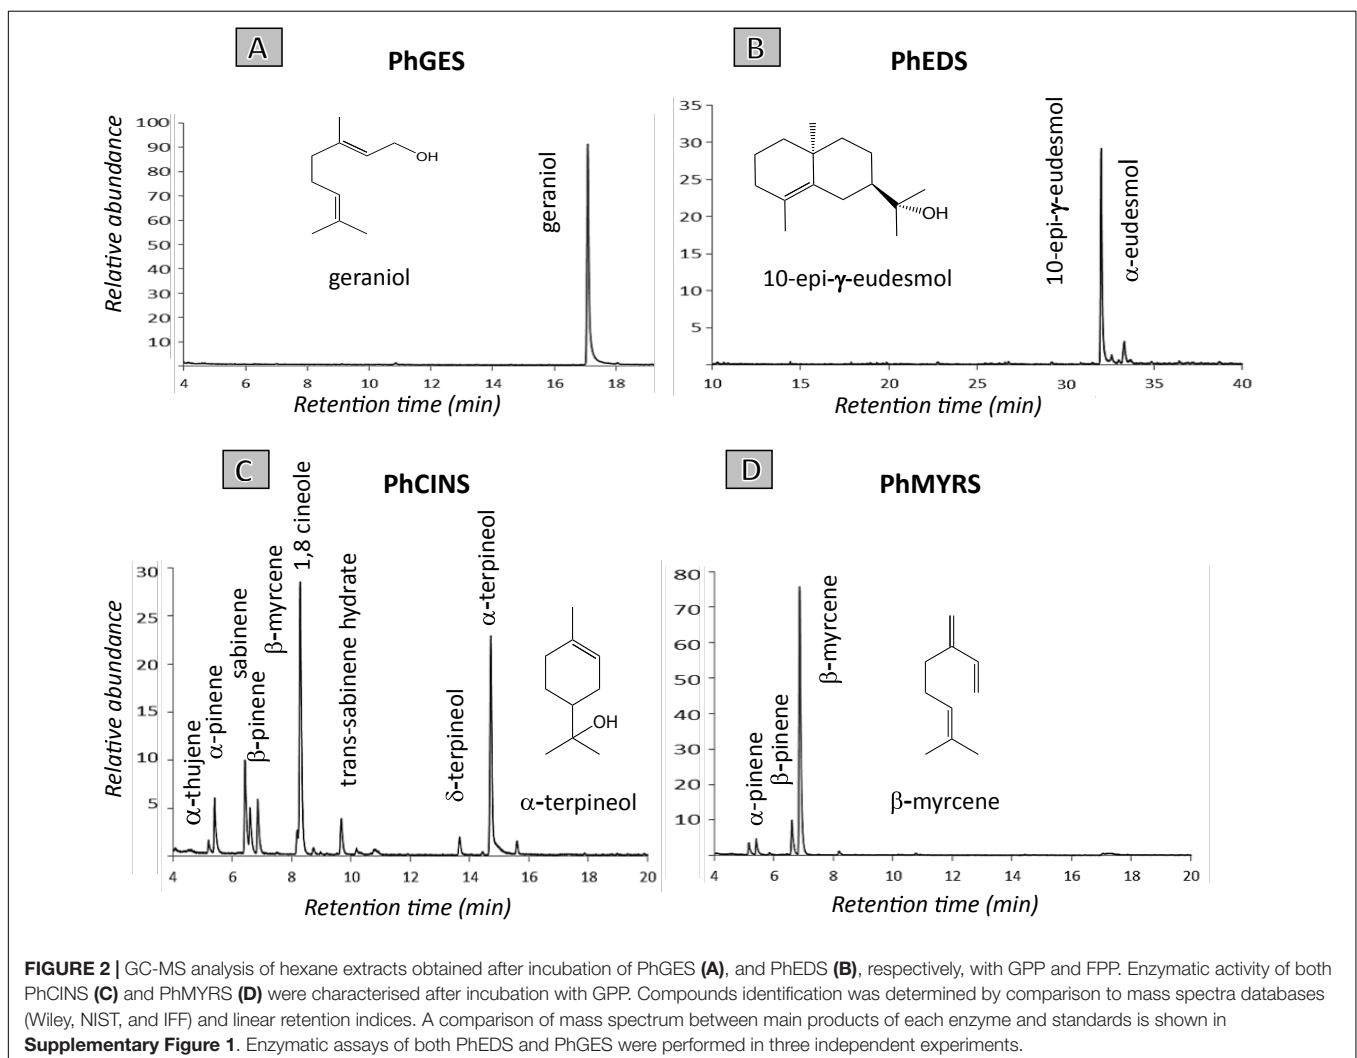 A
PhGES
Relative abundance
100
90
80
70
60
50
40
30
20
10
OH
geraniol
geraniol
4 6 8 10 12 14 16 18
Retention time (min)
B
PhEDS
35
30
25
20
15
10
5
OH
10-epi-γ-eudesmol
10-epi-γ-eudesmol
α-eudesmol
10 15 20 25 30 35 40
Retention time (min)
C
PhCINS
Relative abundance
30
25
20
15
10
5
α-thujene
α-pinene
sabinene
β-pinene
β-myrcene
1,8 cineole
trans-sabinene hydrate
δ-terpineol
α-terpineol
OH
α-terpineol
4 6 8 10 12 14 16 18 20
Retention time (min)
D
PhMYRS
80
70
60
50
40
30
20
10
α-pinene
β-pinene
β-myrcene
β-myrcene
4 6 8 10 12 14 16 20
Retention time (min)
FIGURE 2 | GC-MS analysis of hexane extracts obtained after incubation of PhGES (A), and PhEDS (B), respectively, with GPP and FPP. Enzymatic activity of both
PhCINS (C) and PhMYRS (D) were characterised after incubation with GPP. Compounds identification was determined by comparison to mass spectra databases
(Wiley, NIST, and IFF) and linear retention indices. A comparison of mass spectrum between main products of each enzyme and standards is shown in
Supplementary Figure 1. Enzymatic assays of both PhEDS and PhGES were performed in three independent experiments.